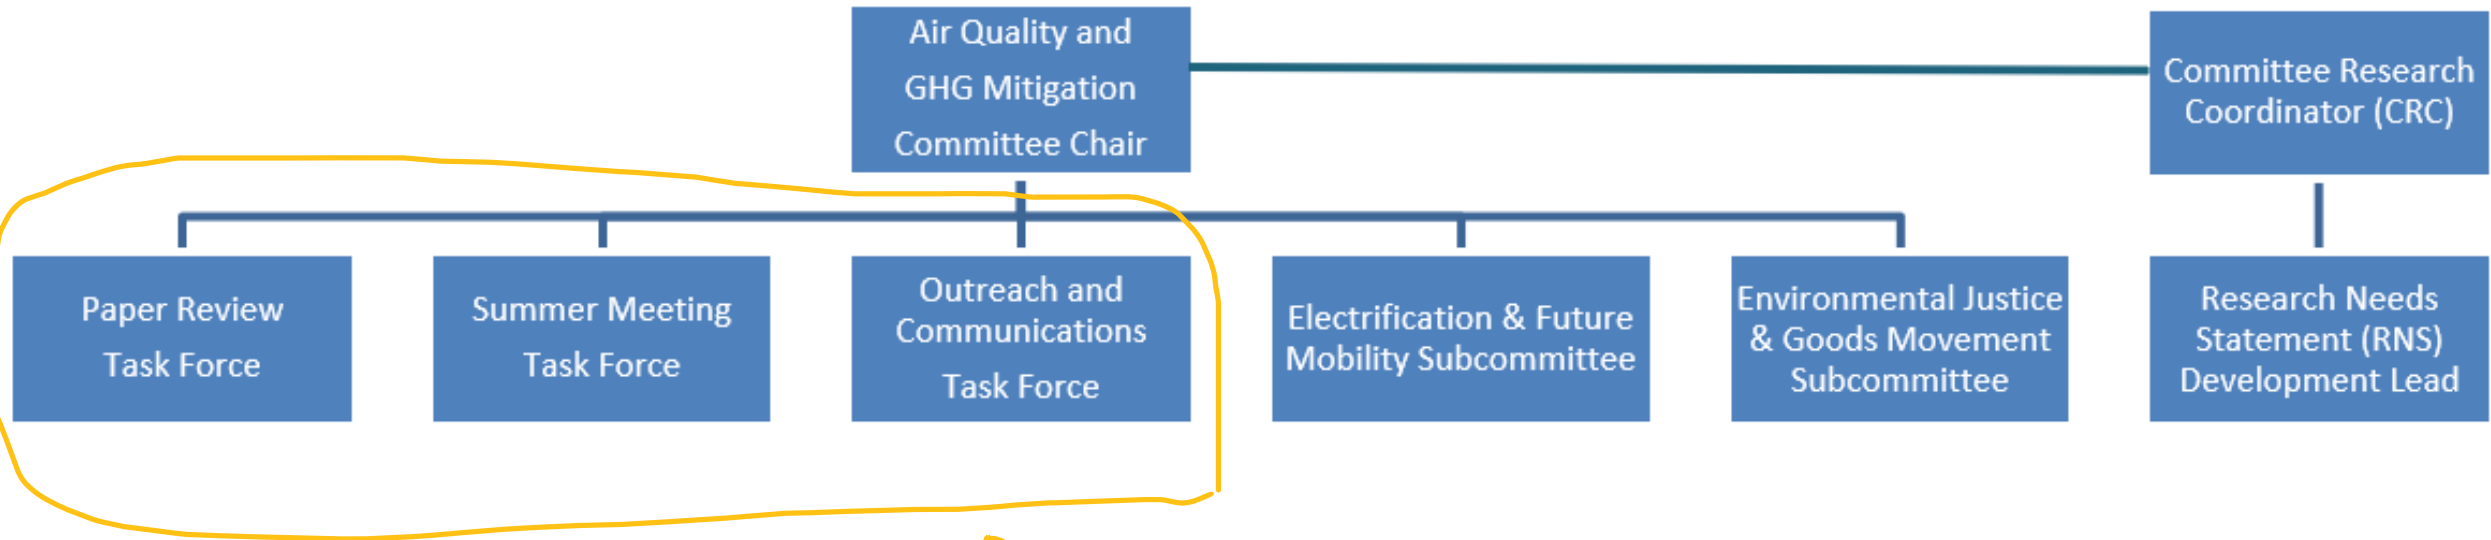 Air Quality and
GHG Mitigation
Committee Chair
Committee Research
Coordinator (CRC)
Paper Review
Task Force
Summer Meeting
Task Force
Outreach and
Communications
Task Force
Electrification & Future
Mobility Subcommittee
Environmental Justice
& Goods Movement
Subcommittee
Research Needs
Statement (RNS)
Development Lead